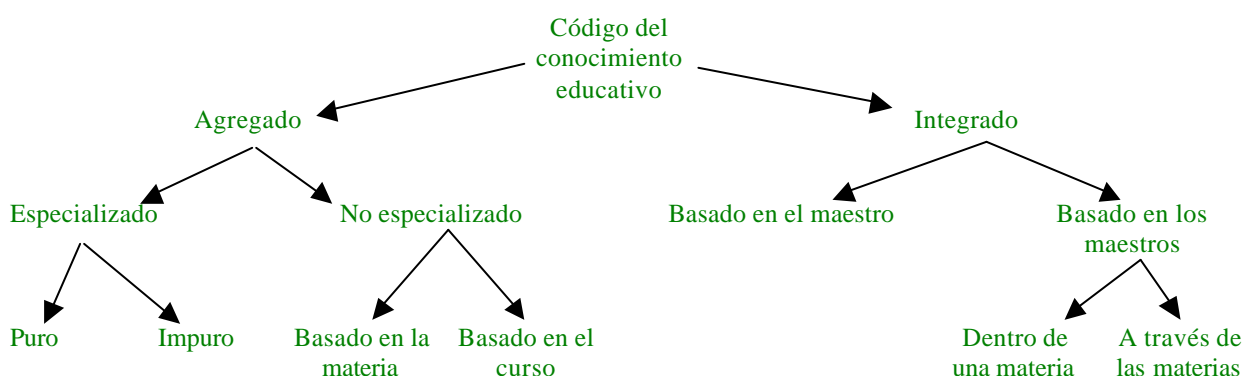 Código del
conocimiento
educativo
Agregado
Integrado
Especializado
No especializado
Basado en el maestro
Basado en los
maestros
Puro
Impuro
Basado en la
materia
Basado en el
curso
Dentro de
una materia
A través de
las materias